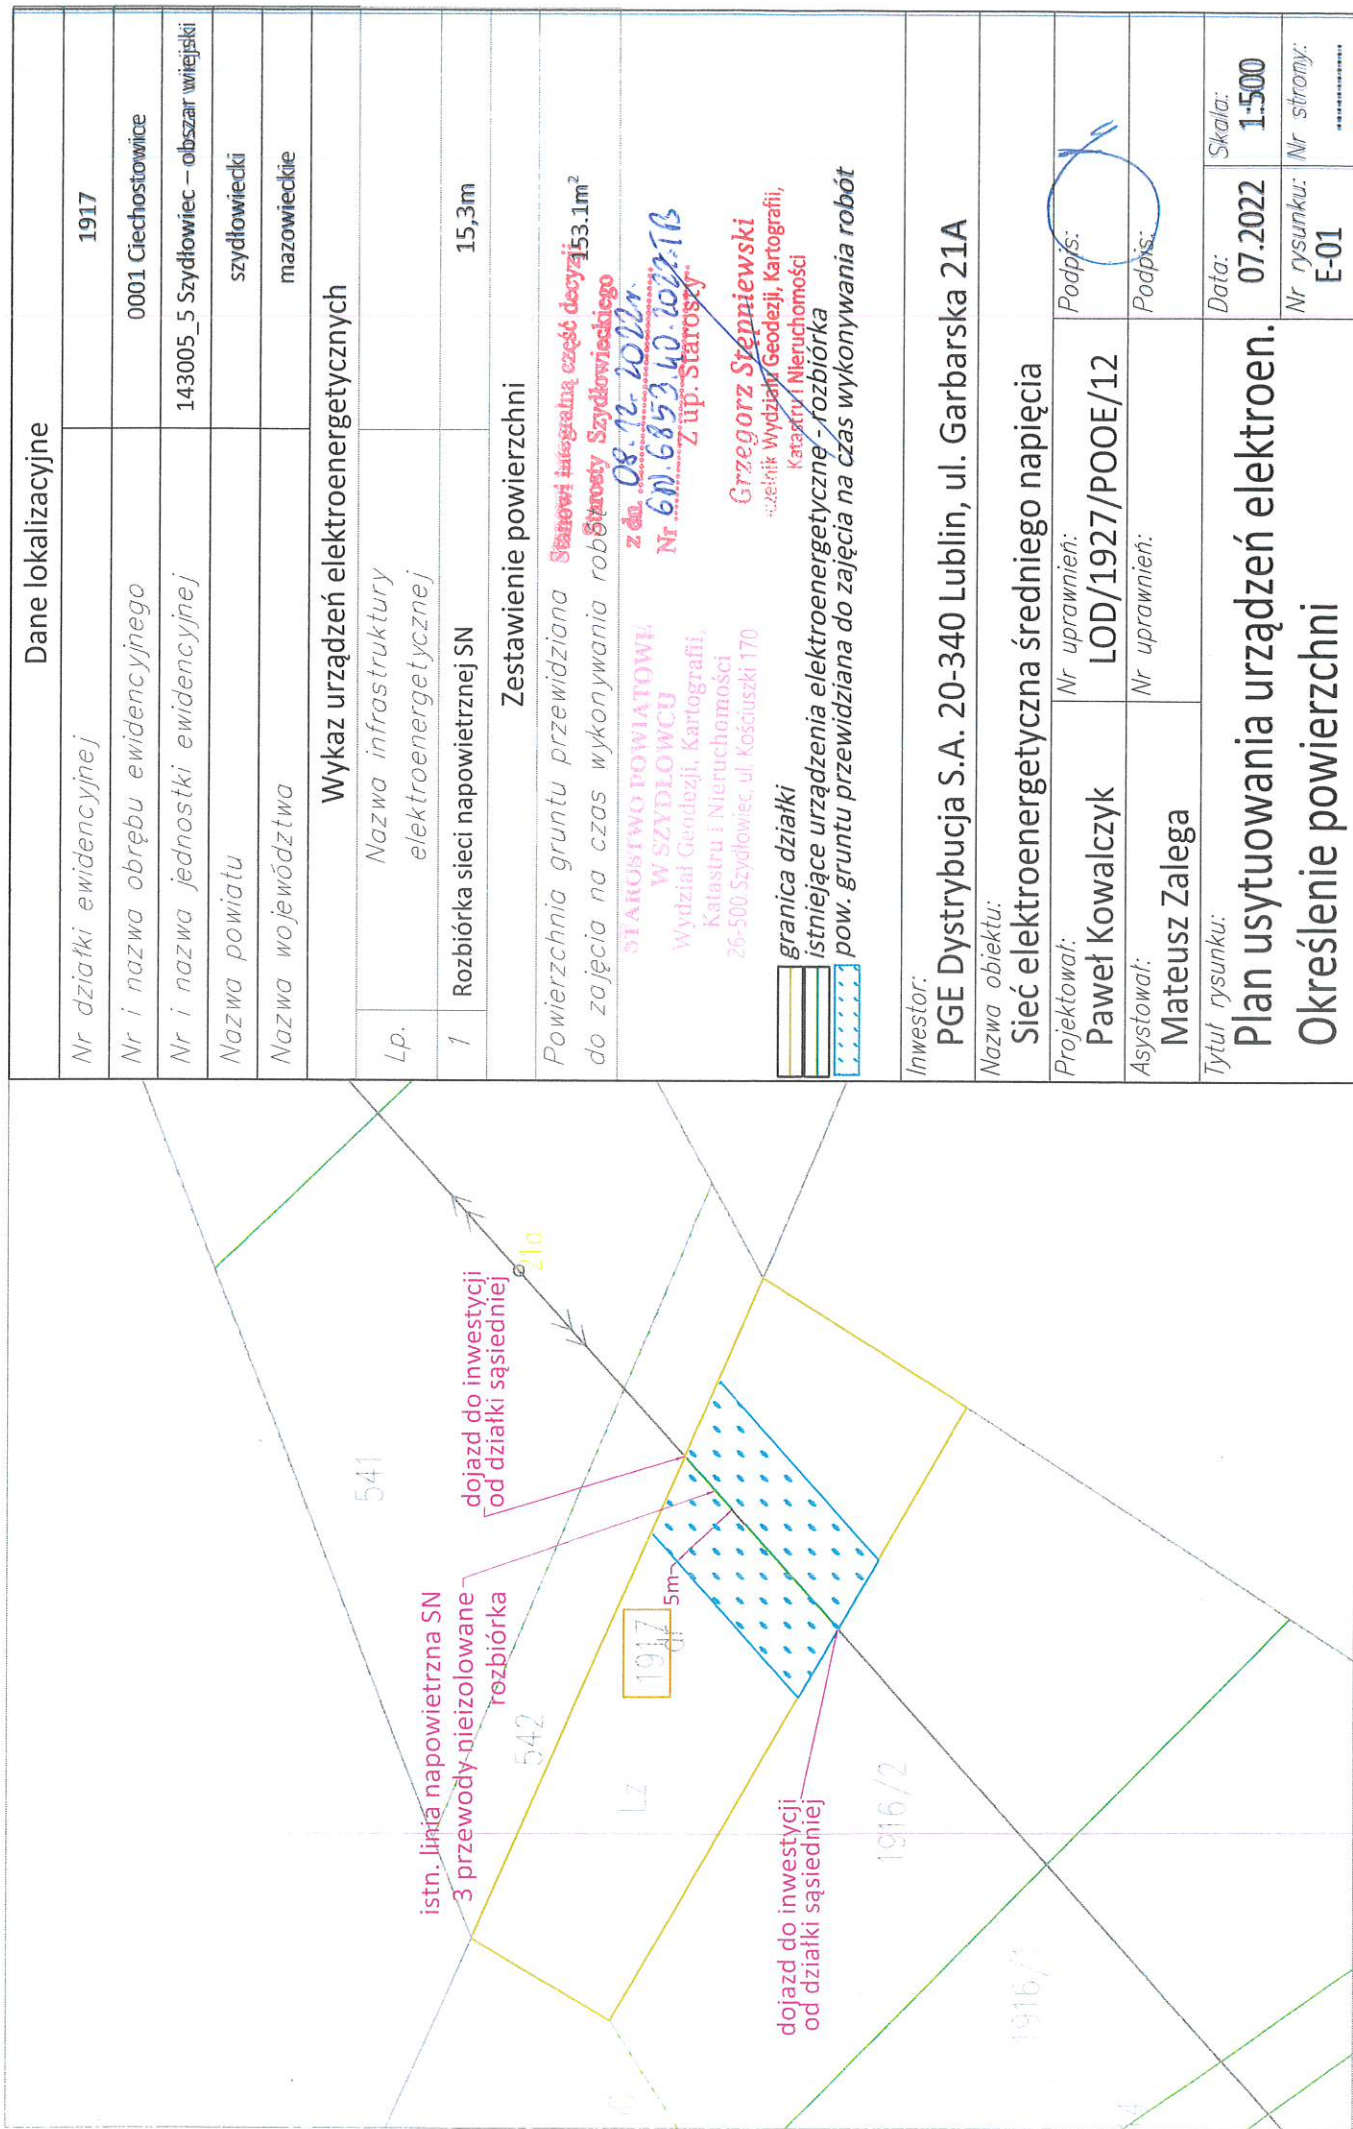 Dane lokalizacyjne
Nr działki ewidencyjnej 1917
Nr i nazwa obrębu ewidencyjnego 0001 Ciechostowice
Nr i nazwa jednostki ewidencyjnej 143005_5 Szydłowiec – obszar wiejski
Nazwa powiatu szydłowiecki
Nazwa województwa mazowieckie
Wykaz urządzeń elektroenergetycznych
Lp. Nazwa infrastruktury
elektroenergetycznej
1 Rozbiórka sieci napowietrznej SN 15,3m
Zestawienie powierzchni
Powierzchnia gruntu przewidziana
do zajęcia na czas wykonywania robót 153.1m²
Stanowi integralną część decyzji
Starosty Szydłowieckiego
z dn. 08.12.2022r.
Nr GN.6853.40.2022.TB
Z up. Starosty
Grzegorz Stępniewski
Wydziału Geodezji, Kartografii,
Katastru i Nieruchomości
STAROSTWO POWIATOWE
W SZYDŁOWCU
Wydział Geodezji, Kartografii,
Katastru i Nieruchomości
26-500 Szydłowiec, ul. Kościuszki 170
granica działki
istniejące urządzenia elektroenergetyczne - rozbiórka
pow. gruntu przewidziana do zajęcia na czas wykonywania robót
Inwestor:
PGE Dystrybucja S.A. 20-340 Lublin, ul. Garbarska 21A
Nazwa obiektu:
Sieć elektroenergetyczna średniego napięcia
Projektował: Nr uprawnień: Podpis:
Paweł Kowalczyk LOD/1927/POOE/12
Asystował: Nr uprawnień: Podpis:
Mateusz Zalega
Tytuł rysunku: Data: Skala:
Plan usytuowania urządzeń elektroen. 07.2022 1:500
Określenie powierzchni Nr rysunku: Nr strony:
E-01
541
istn. linia napowietrzna SN
3 przewody nieizolowane
rozbiórka
dojazd do inwestycji
od działki sąsiedniej
21a
542
1917
dr
5m
Lz
dojazd do inwestycji
od działki sąsiedniej
1916/2
1916/1